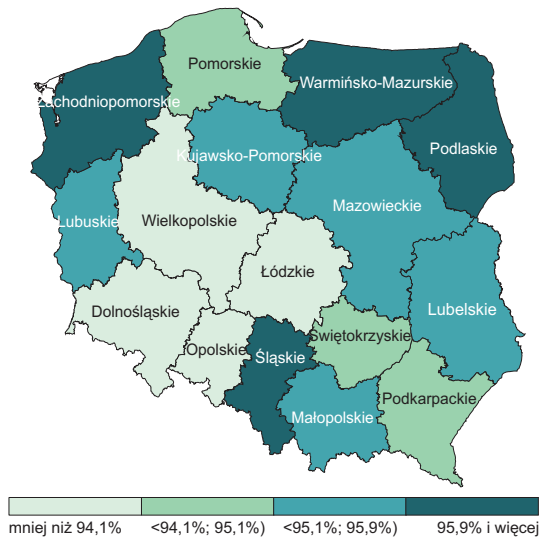 Pomorskie
Warmińsko-Mazurskie
Zachodniopomorskie
Podlaskie
Kujawsko-Pomorskie
Mazowieckie
Lubuskie
Wielkopolskie
Łódzkie
Dolnośląskie
Lubelskie
Świętokrzyskie
Opolskie
Śląskie
Podkarpackie
Małopolskie
mniej niż 94,1% <94,1%; 95,1%) <95,1%; 95,9%) 95,9% i więcej